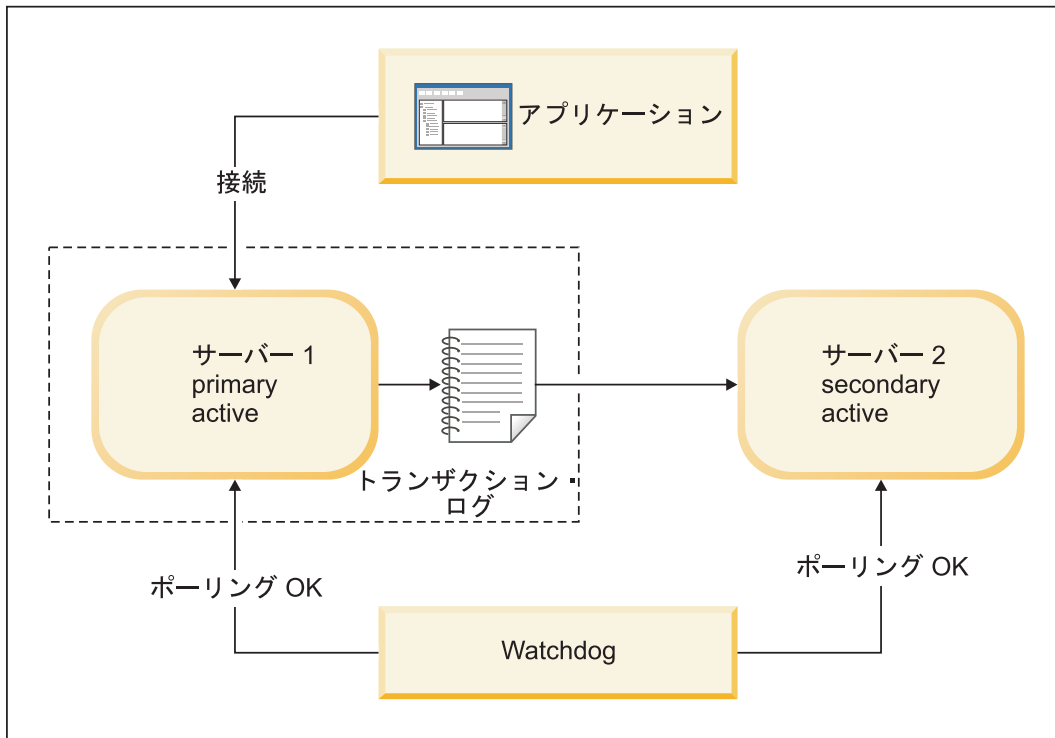 アプリケーション
接続
サーバー 1
primary
active
サーバー 2
secondary
active
トランザクション・
ログ
ポーリング OK
ポーリング OK
Watchdog